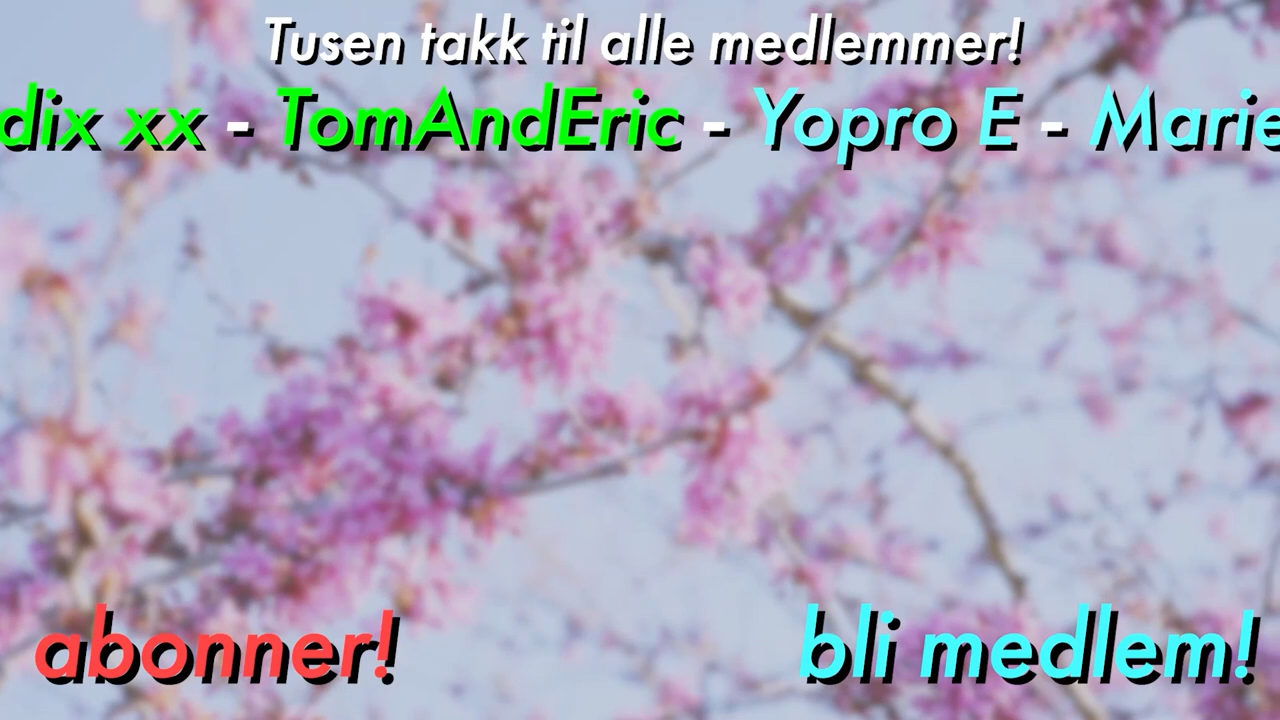 Tusen takk til alle medlemmer!
dix xx - TomAndEric - Yopro E - Marie
abonner! bli medlem!